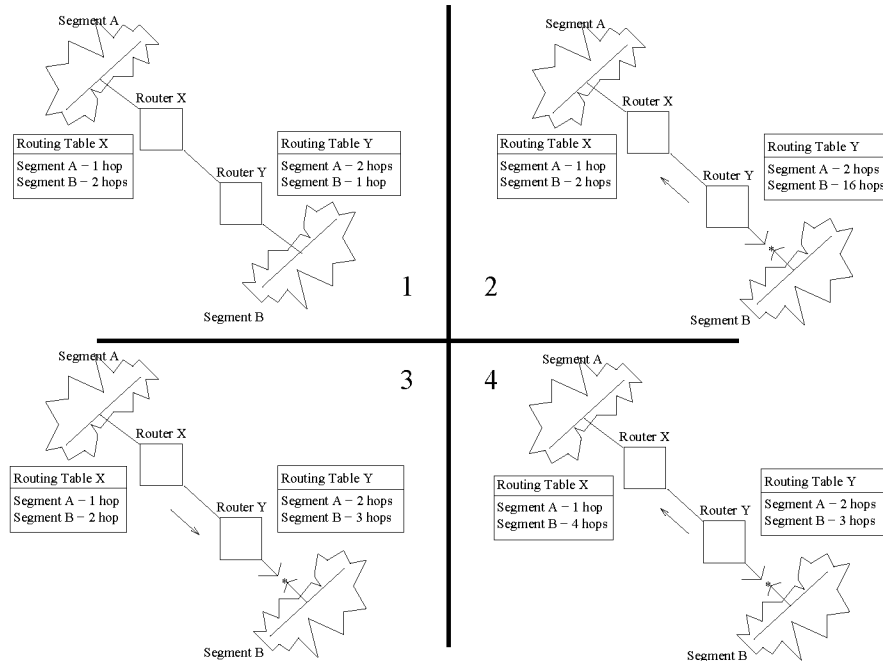 Segment A
Router X
Routing Table X
Segment A – 1 hop
Segment B – 2 hops
Router Y
Routing Table Y
Segment A – 2 hops
Segment B – 1 hop
Segment B
1
Segment A
Router X
Routing Table X
Segment A – 1 hop
Segment B – 2 hops
Router Y
Routing Table Y
Segment A – 2 hops
Segment B – 16 hops
Segment B
2
Segment A
3
Router X
Routing Table X
Segment A – 1 hop
Segment B – 2 hop
Router Y
Routing Table Y
Segment A – 2 hops
Segment B – 3 hops
*
Segment B
Segment A
4
Router X
Routing Table X
Segment A – 1 hop
Segment B – 4 hops
Router Y
Routing Table Y
Segment A – 2 hops
Segment B – 3 hops
*
Segment B